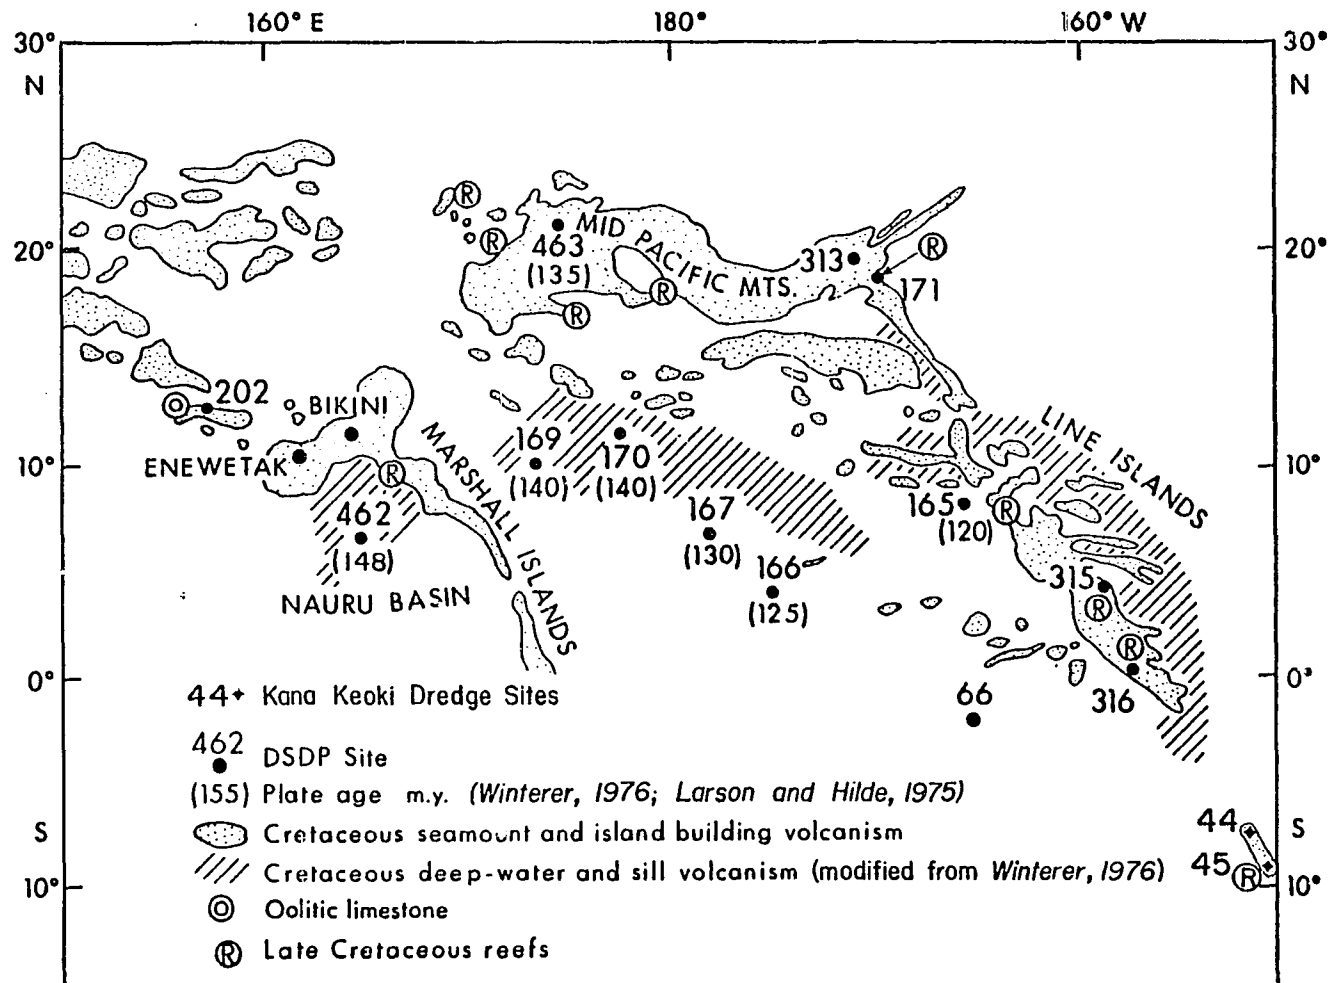 160° E 180° 160° W
30° 30°
N N
20° 20°
10° 10°
0° 0°
S S
10° 10°
MID PACIFIC MTS.
463
(135)
313
171
R
R
R
R
R
202
BIKINI
ENEWETAK
R
MARSHALL ISLANDS
462
(148)
NAURU BASIN
169
(140)
170
(140)
167
(130)
166
(125)
LINE ISLANDS
165
(120)
R
315
R
R
316
66
44
45
R
44 Kana Keoki Dredge Sites
462
DSDP Site
(155) Plate age m.y. (Winterer, 1976; Larson and Hilde, 1975)
Cretaceous seamount and island building volcanism
Cretaceous deep-water and sill volcanism (modified from Winterer, 1976)
Oolitic limestone
R Late Cretaceous reefs